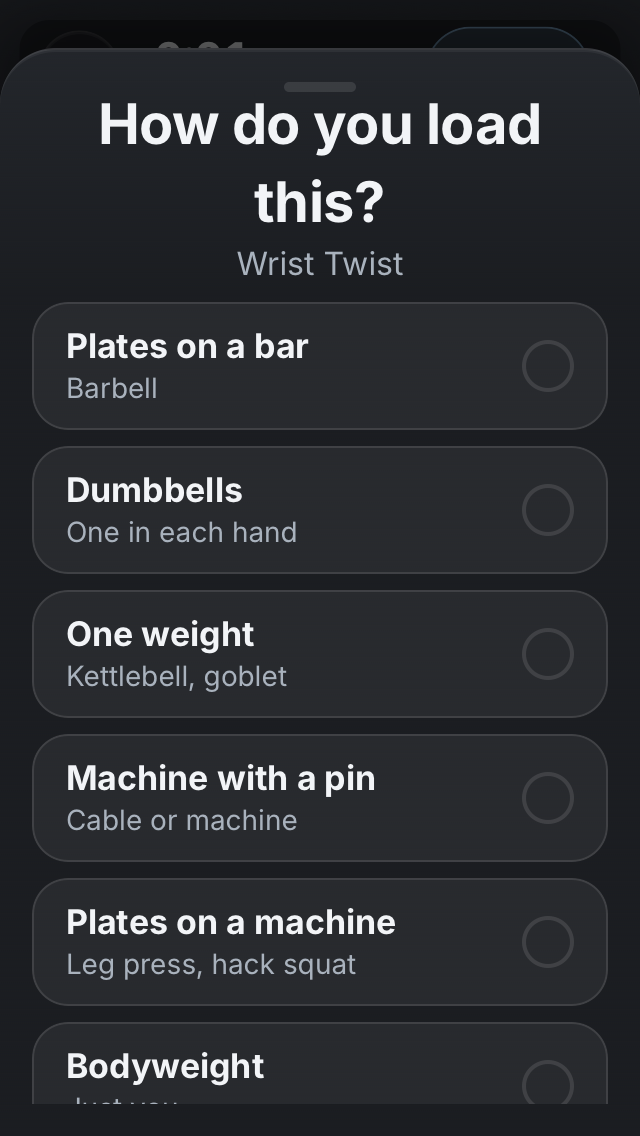 How do you load
this?
Wrist Twist
Plates on a bar
Barbell
Dumbbells
One in each hand
One weight
Kettlebell, goblet
Machine with a pin
Cable or machine
Plates on a machine
Leg press, hack squat
Bodyweight